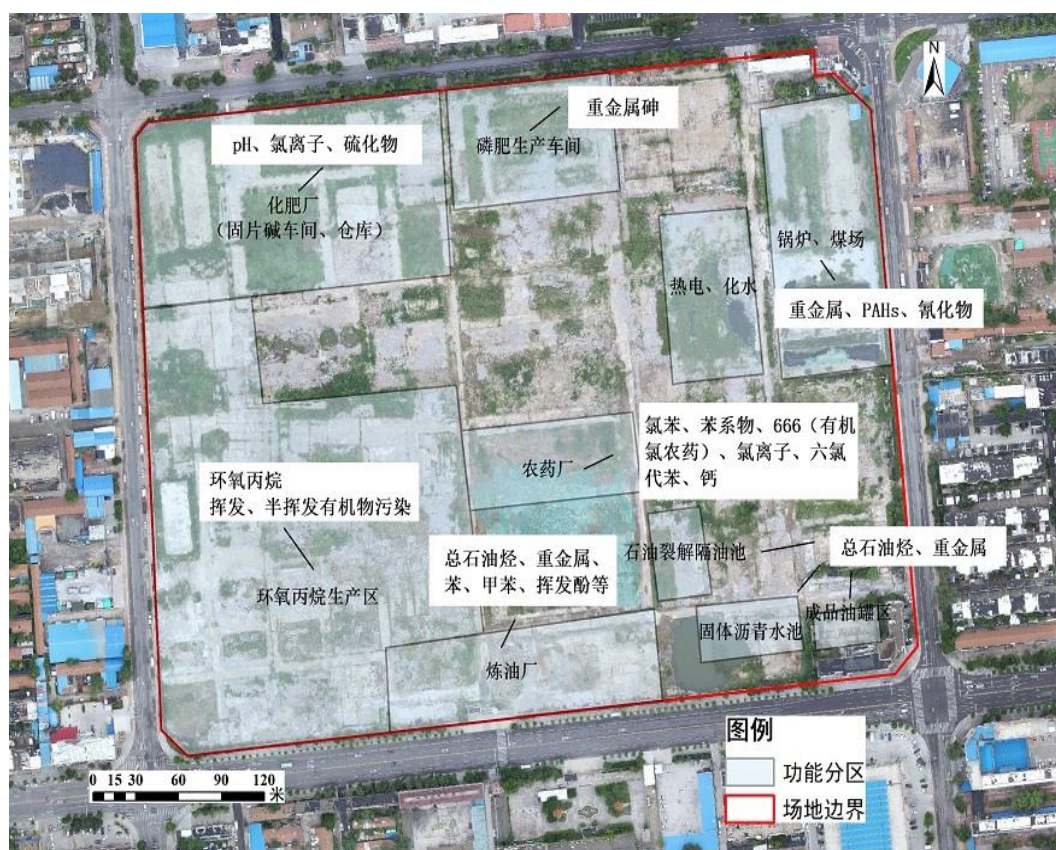 N
重金属砷
pH、氯离子、硫化物
磷肥生产车间
化肥厂
（固片碱车间、仓库）
锅炉、煤场
热电、化水
重金属、PAHs、氰化物
氯苯、苯系物、666（有机
氯农药）、氯离子、六氯
代苯、钙
农药厂
环氧丙烷
挥发、半挥发有机物污染
总石油烃、重金属、
苯、甲苯、挥发酚等
石油裂解隔油池
总石油烃、重金属
环氧丙烷生产区
成品油罐区
固体沥青水池
炼油厂
图例
功能分区
场地边界
0 15 30 60 90 120
米